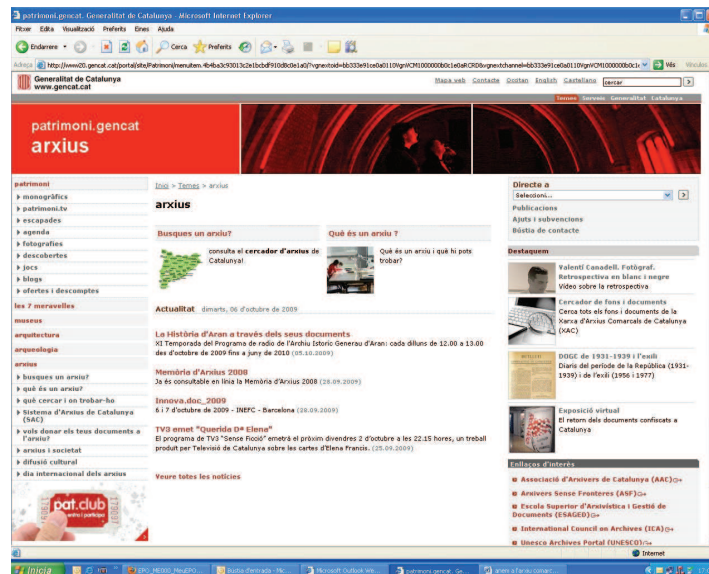 patrimoni.gencat. Generalitat de Catalunya - Microsoft Internet Explorer
Fitxer Edita Visualització Preferits Eines Ajuda
Endarrere Cerca Preferits
Adreça Vés Vínculos
Generalitat de Catalunya
www.gencat.cat
Mapa web Contacte Occitan English Castellano cercar
Temes Serveis Generalitat Catalunya
patrimoni.gencat
arxius
patrimoni
monogràfics
patrimoni.tv
escapades
agenda
fotografies
descobertes
jocs
blogs
ofertes i descomptes
les 7 meravelles
museus
arquitectura
arqueologia
arxius
busques un arxiu?
què és un arxiu?
què cercar i on trobar-ho
Sistema d'Arxius de Catalunya
(SAC)
vols donar els teus documents a
l'arxiu?
arxius i societat
difusió cultural
dia internacional dels arxius
pat.club
entra i participa
Inici > Temes > arxius
arxius
Busques un arxiu?
consulta el cercador d'arxius de
Catalunya!
Què és un arxiu ?
Què és un arxiu i què hi pots
trobar?
Actualitat dimarts, 06 d'octubre de 2009
La Història d'Aran a través dels seus documents
XI Temporada del Programa de radio de l'Archiu Istoric Generau d'Aran: cada dilluns de 12.00 a 13.00
des d'octubre de 2009 fins a juny de 2010 (05.10.2009)
Memòria d'Arxius 2008
Ja és consultable en línia la Memòria d'Arxius 2008 (28.09.2009)
Innova.doc_2009
6 i 7 d'octubre de 2009 - INEFC - Barcelona (28.09.2009)
TV3 emet "Querida Dª Elena"
El programa de TV3 "Sense Ficció" emetrà el pròxim divendres 2 d'octubre a les 22.15 hores, un treball
produït per Televisió de Catalunya sobre les cartes d'Elena Francis. (25.09.2009)
Veure totes les notícies
Directe a
Seleccioni...
Publicacions
Ajuts i subvencions
Bústia de contacte
Destaquem
Valentí Canadell. Fotògraf.
Retrospectiva en blanc i negre
Vídeo sobre la retrospectiva
Cercador de fons i documents
Cerca tots els fons i documents de la
Xarxa d'Arxius Comarcals de Catalunya
(XAC)
DOGC de 1931-1939 i l'exili
Diaris del període de la República (1931-
1939) i de l'exili (1956 i 1977)
Exposició virtual
El retorn dels documents confiscats a
Catalunya
Enllaços d'interès
Associació d'Arxivers de Catalunya (AAC)
Arxivers Sense Fronteres (ASF)
Escola Superior d'Arxivística i Gestió de
Documents (ESAGED)
International Council on Archives (ICA)
Unesco Archives Portal (UNESCO)
Internet
Inicia Bústia d'entrada - Mic... Microsoft Outlook We... patrimoni.gencat. Ge...